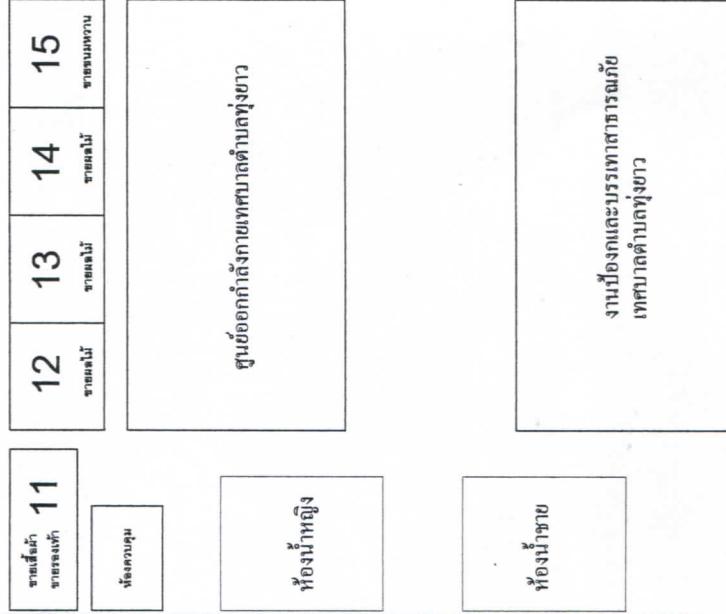 ขายเสื้อผ้า
ขายรองเท้า
11
12
ขายผลไม้
13
ขายผลไม้
14
ขายผลไม้
15
ขายขนมหวาน
ห้องควบคุม
ศูนย์ออกกำลังกายเทศบาลตำบลทุ่งยาว
ห้องน้ำหญิง
ห้องน้ำชาย
งานป้องกและบรรเทาสาธารณภัย
เทศบาลตำบลทุ่งยาว